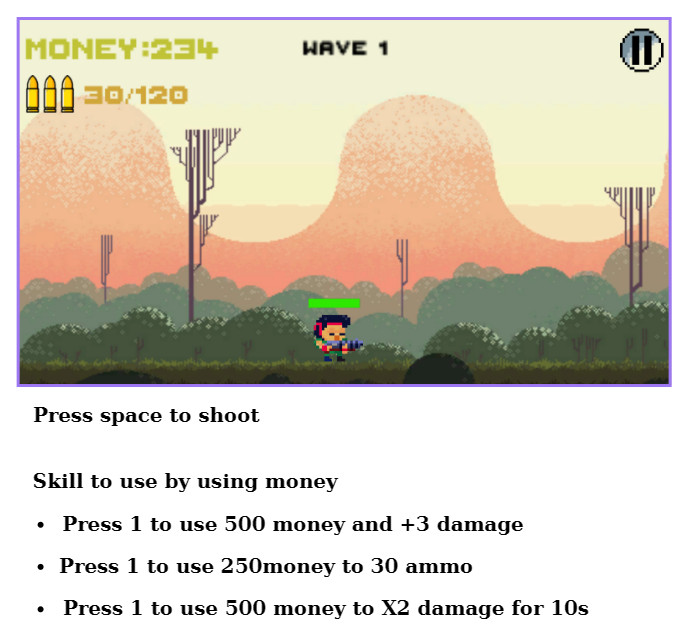 MONEY:234
WAVE 1
30/120
Press space to shoot
Skill to use by using money
• Press 1 to use 500 money and +3 damage
• Press 1 to use 250money to 30 ammo
• Press 1 to use 500 money to X2 damage for 10s